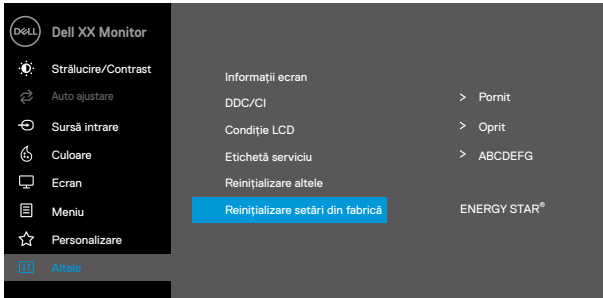 DELL Dell XX Monitor
Strălucire/Contrast
Auto ajustare
Sursă intrare
Culoare
Ecran
Meniu
Personalizare
Altele
Informații ecran
DDC/CI > Pornit
Condiție LCD > Oprit
Etichetă serviciu > ABCDEFG
Reinițializare altele
Reinițializare setări din fabrică ENERGY STAR®